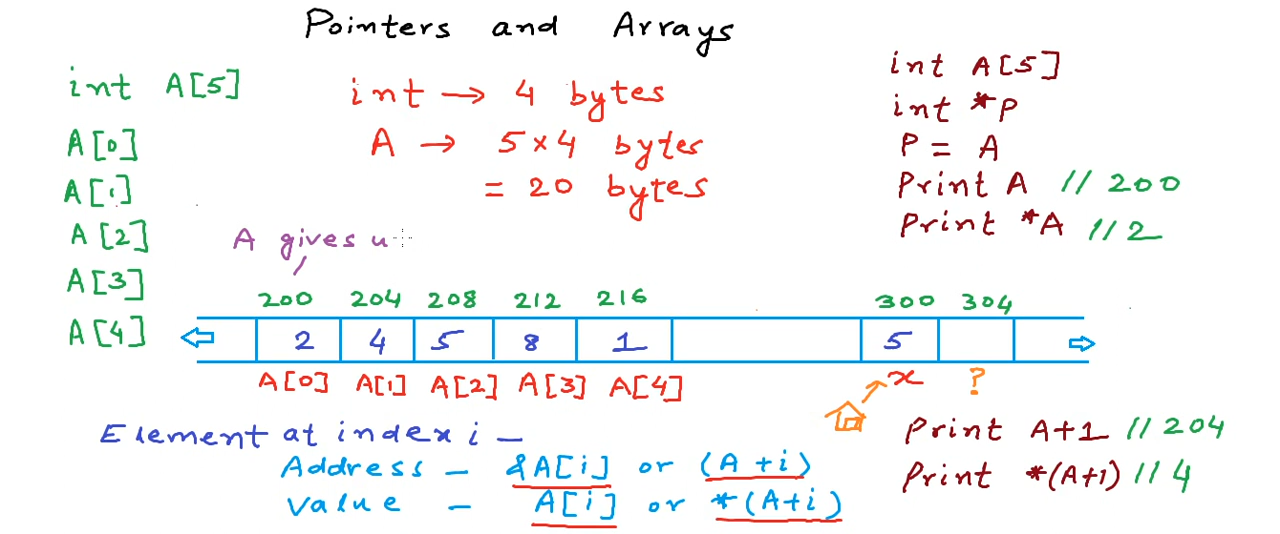 Pointers and Arrays
int A[5]
A[0]
A[1]
A[2]
A[3]
A[4]
int → 4 bytes
A → 5 × 4 bytes
= 20 bytes
int A[5]
int *P
P = A
Print A // 200
Print *A // 2
A gives u
200 204 208 212 216 300 304
2 4 5 8 1 5
A[0] A[1] A[2] A[3] A[4] x ?
Element at index i –
Address – &A[i] or (A+i)
Value – A[i] or *(A+i)
Print A+1 // 204
Print *(A+1) // 4